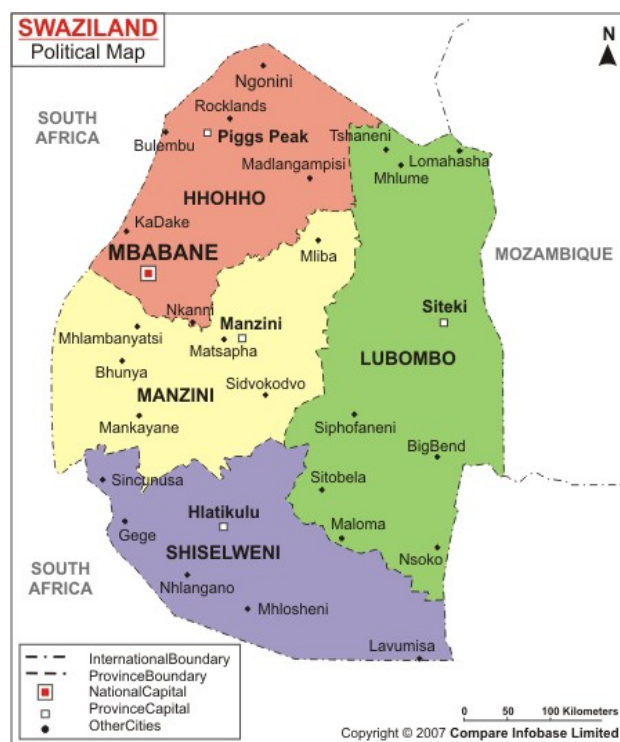 SWAZILAND
Political Map
N
Ngonini
SOUTH
AFRICA
Rocklands
Bulembu
Piggs Peak
Tshaneni
Lomahasha
Madlangampisi
Mhlume
HHOHHO
KaDake
MBABANE
Mliba
MOZAMBIQUE
Siteki
Nkanni
Manzini
Mhlambanyatsi
Matsapha
LUBOMBO
Bhunya
MANZINI
Sidvokodvo
Mankayane
Siphofaneni
BigBend
Sincunusa
Sitobela
Hlatikulu
Gege
Maloma
SHISELWENI
Nsoko
SOUTH
AFRICA
Nhlangano
Mhlosheni
Lavumisa
InternationalBoundary
ProvinceBoundary
NationalCapital
ProvinceCapital
OtherCities
0 50 100 Kilometers
Copyright © 2007 Compare Infobase Limited